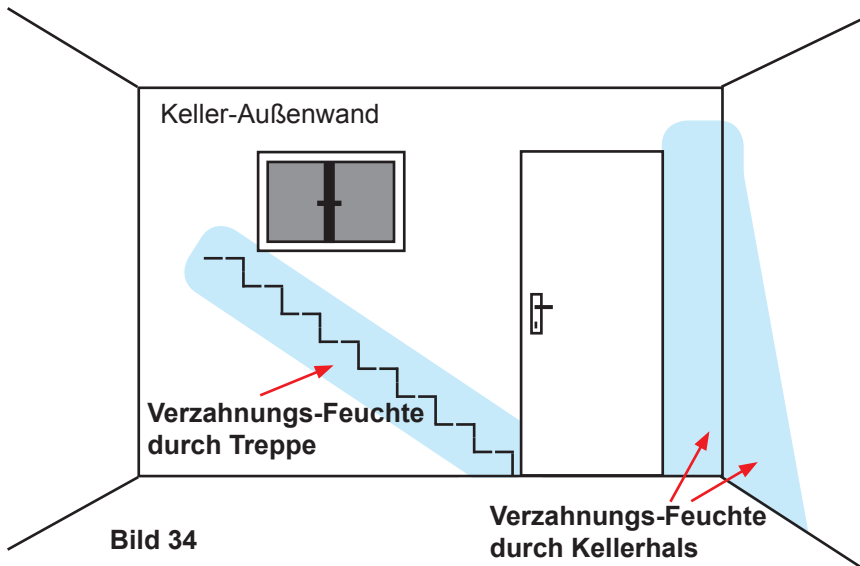 Keller-Außenwand
Verzahnungs-Feuchte
durch Treppe
Bild 34
Verzahnungs-Feuchte
durch Kellerhals